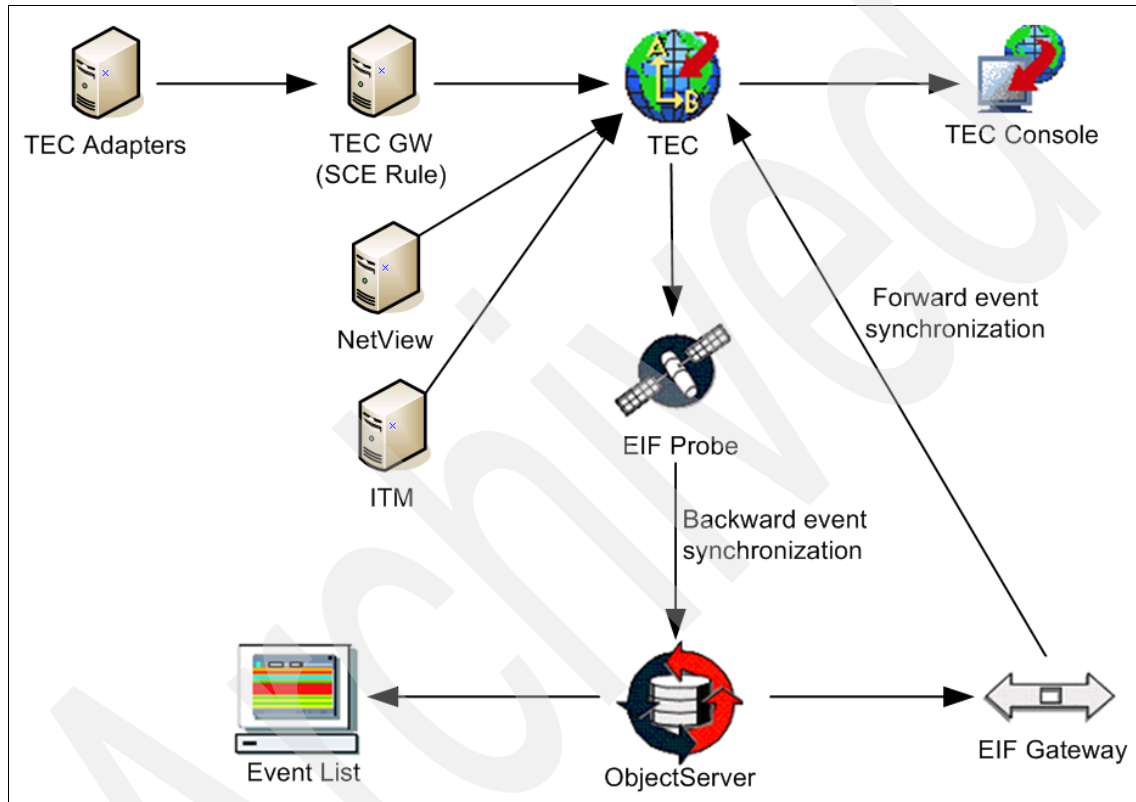 TEC Adapters
TEC GW
(SCE Rule)
TEC
A
B
TEC Console
NetView
Forward event
synchronization
ITM
EIF Probe
Backward event
synchronization
Event List
ObjectServer
EIF Gateway
Archived